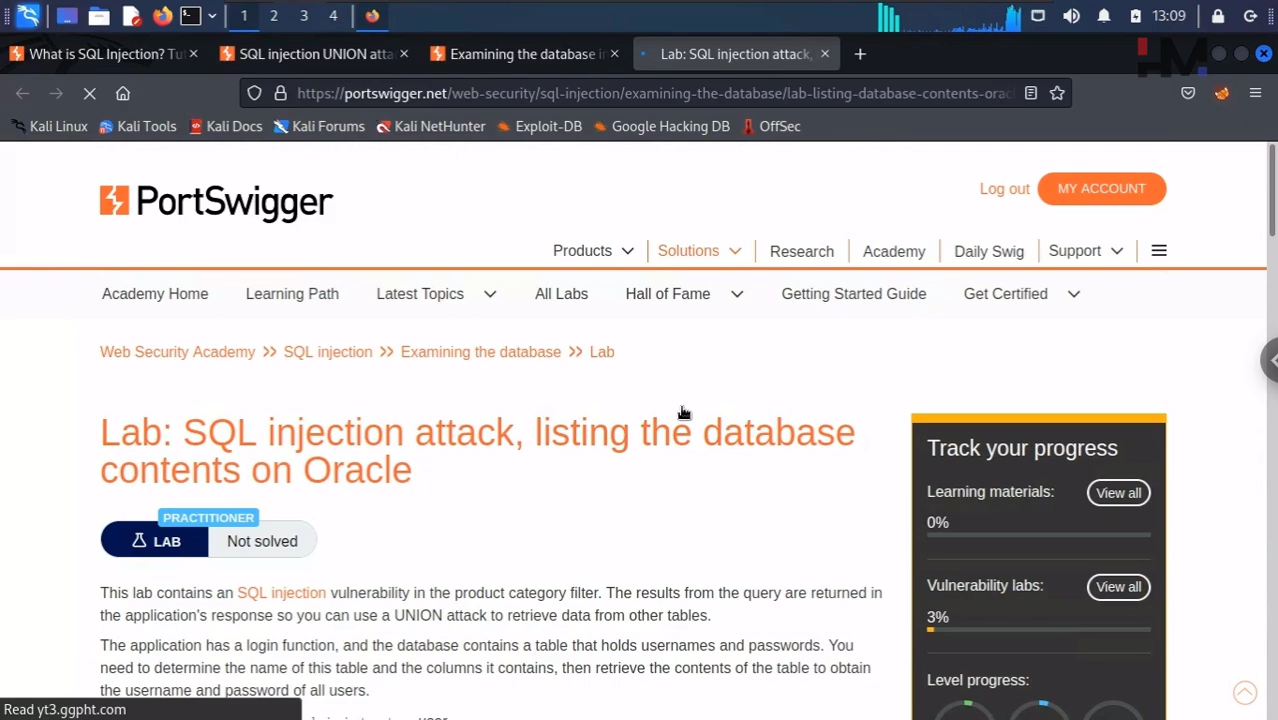 1 2 3 4 13:09
What is SQL Injection? Tut
SQL injection UNION atta
Examining the database in
Lab: SQL injection attack,
HM
https://portswigger.net/web-security/sql-injection/examining-the-database/lab-listing-database-contents-orac
Kali Linux Kali Tools Kali Docs Kali Forums Kali NetHunter Exploit-DB Google Hacking DB OffSec
PortSwigger
Log out MY ACCOUNT
Products Solutions Research Academy Daily Swig Support
Academy Home Learning Path Latest Topics All Labs Hall of Fame Getting Started Guide Get Certified
Web Security Academy >> SQL injection >> Examining the database >> Lab
Lab: SQL injection attack, listing the database
contents on Oracle
PRACTITIONER
LAB Not solved
This lab contains an SQL injection vulnerability in the product category filter. The results from the query are returned in
the application's response so you can use a UNION attack to retrieve data from other tables.
The application has a login function, and the database contains a table that holds usernames and passwords. You
need to determine the name of this table and the columns it contains, then retrieve the contents of the table to obtain
the username and password of all users.
Track your progress
Learning materials: View all
0%
Vulnerability labs: View all
3%
Level progress:
Read yt3.ggpht.com